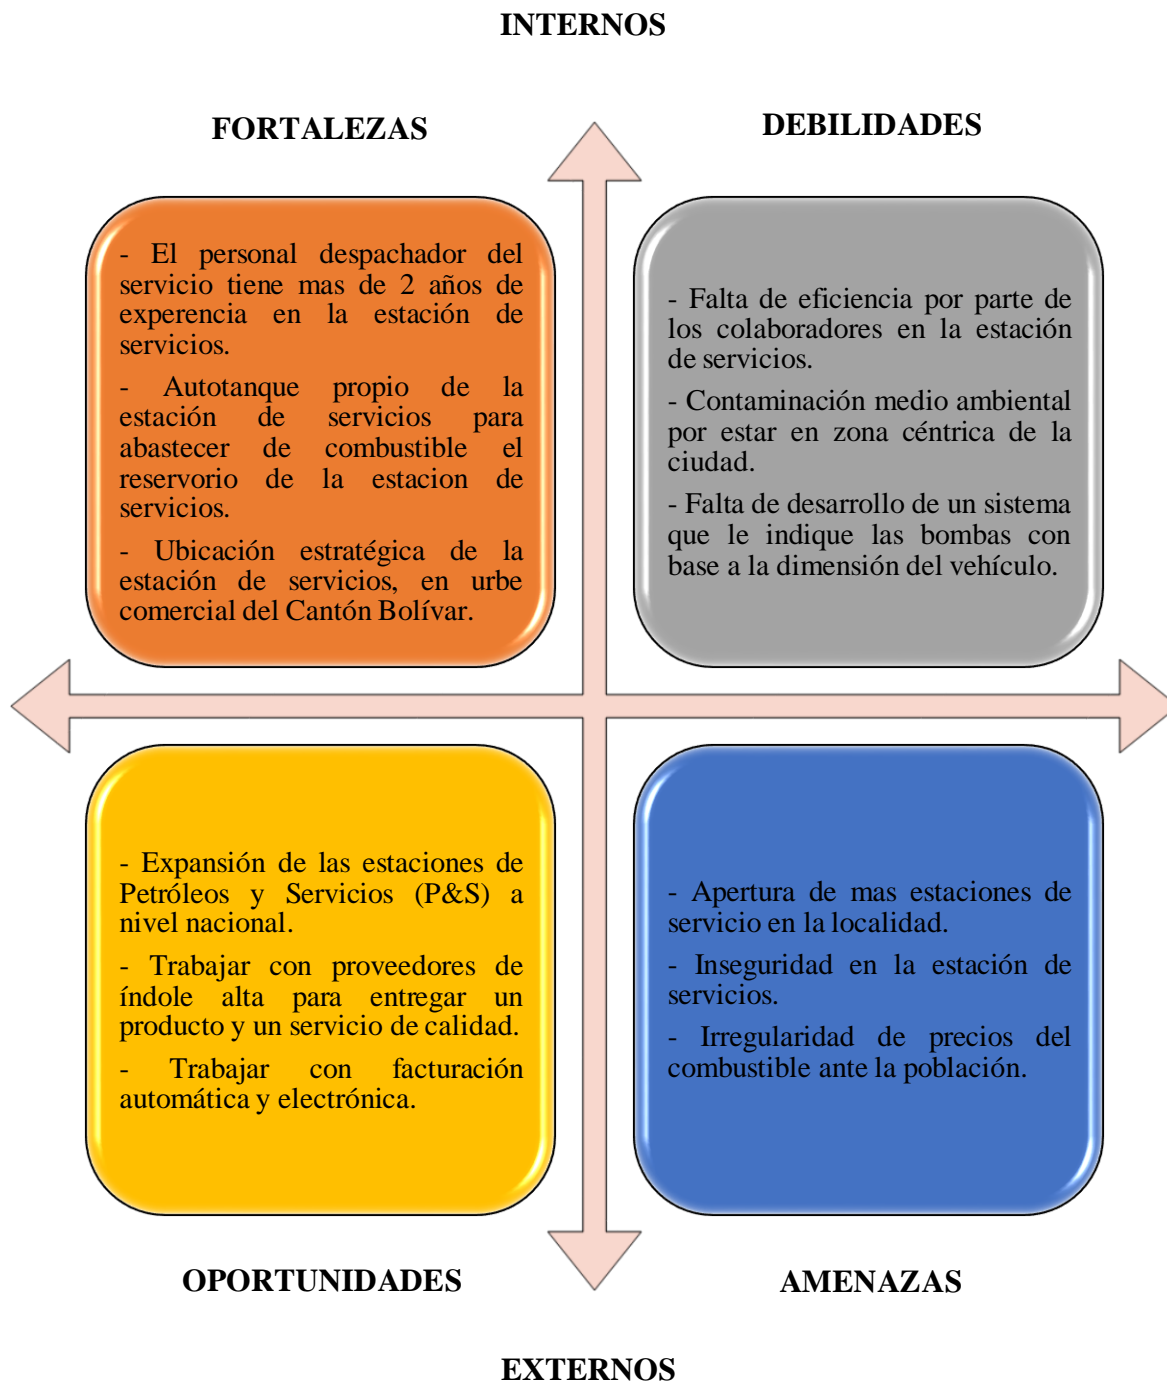 INTERNOS
FORTALEZAS
- El personal despachador del
servicio tiene mas de 2 años de
experencia en la estación de
servicios.
- Autotanque propio de la
estación de servicios para
abastecer de combustible el
reservorio de la estacion de
servicios.
- Ubicación estratégica de la
estación de servicios, en urbe
comercial del Cantón Bolívar.
DEBILIDADES
- Falta de eficiencia por parte de
los colaboradores en la estación
de servicios.
- Contaminación medio ambiental
por estar en zona céntrica de la
ciudad.
- Falta de desarrollo de un sistema
que le indique las bombas con
base a la dimensión del vehículo.
- Expansión de las estaciones de
Petróleos y Servicios (P&S) a
nivel nacional.
- Trabajar con proveedores de
índole alta para entregar un
producto y un servicio de calidad.
- Trabajar con facturación
automática y electrónica.
OPORTUNIDADES
- Apertura de mas estaciones de
servicio en la localidad.
- Inseguridad en la estación de
servicios.
- Irregularidad de precios del
combustible ante la población.
AMENAZAS
EXTERNOS